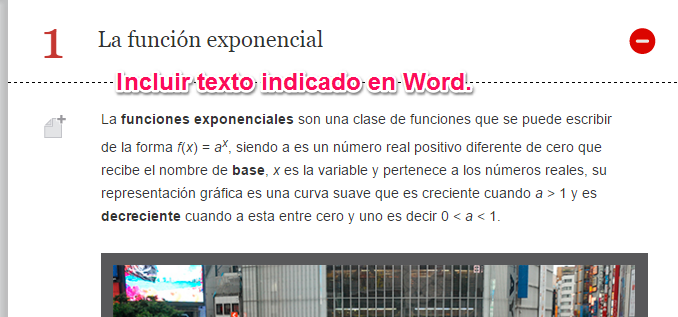 1 La función exponencial
Incluir texto indicado en Word.
La funciones exponenciales son una clase de funciones que se puede escribir
de la forma f(x) = aˣ, siendo a es un número real positivo diferente de cero que
recibe el nombre de base, x es la variable y pertenece a los números reales, su
representación gráfica es una curva suave que es creciente cuando a > 1 y es
decreciente cuando a esta entre cero y uno es decir 0 < a < 1.